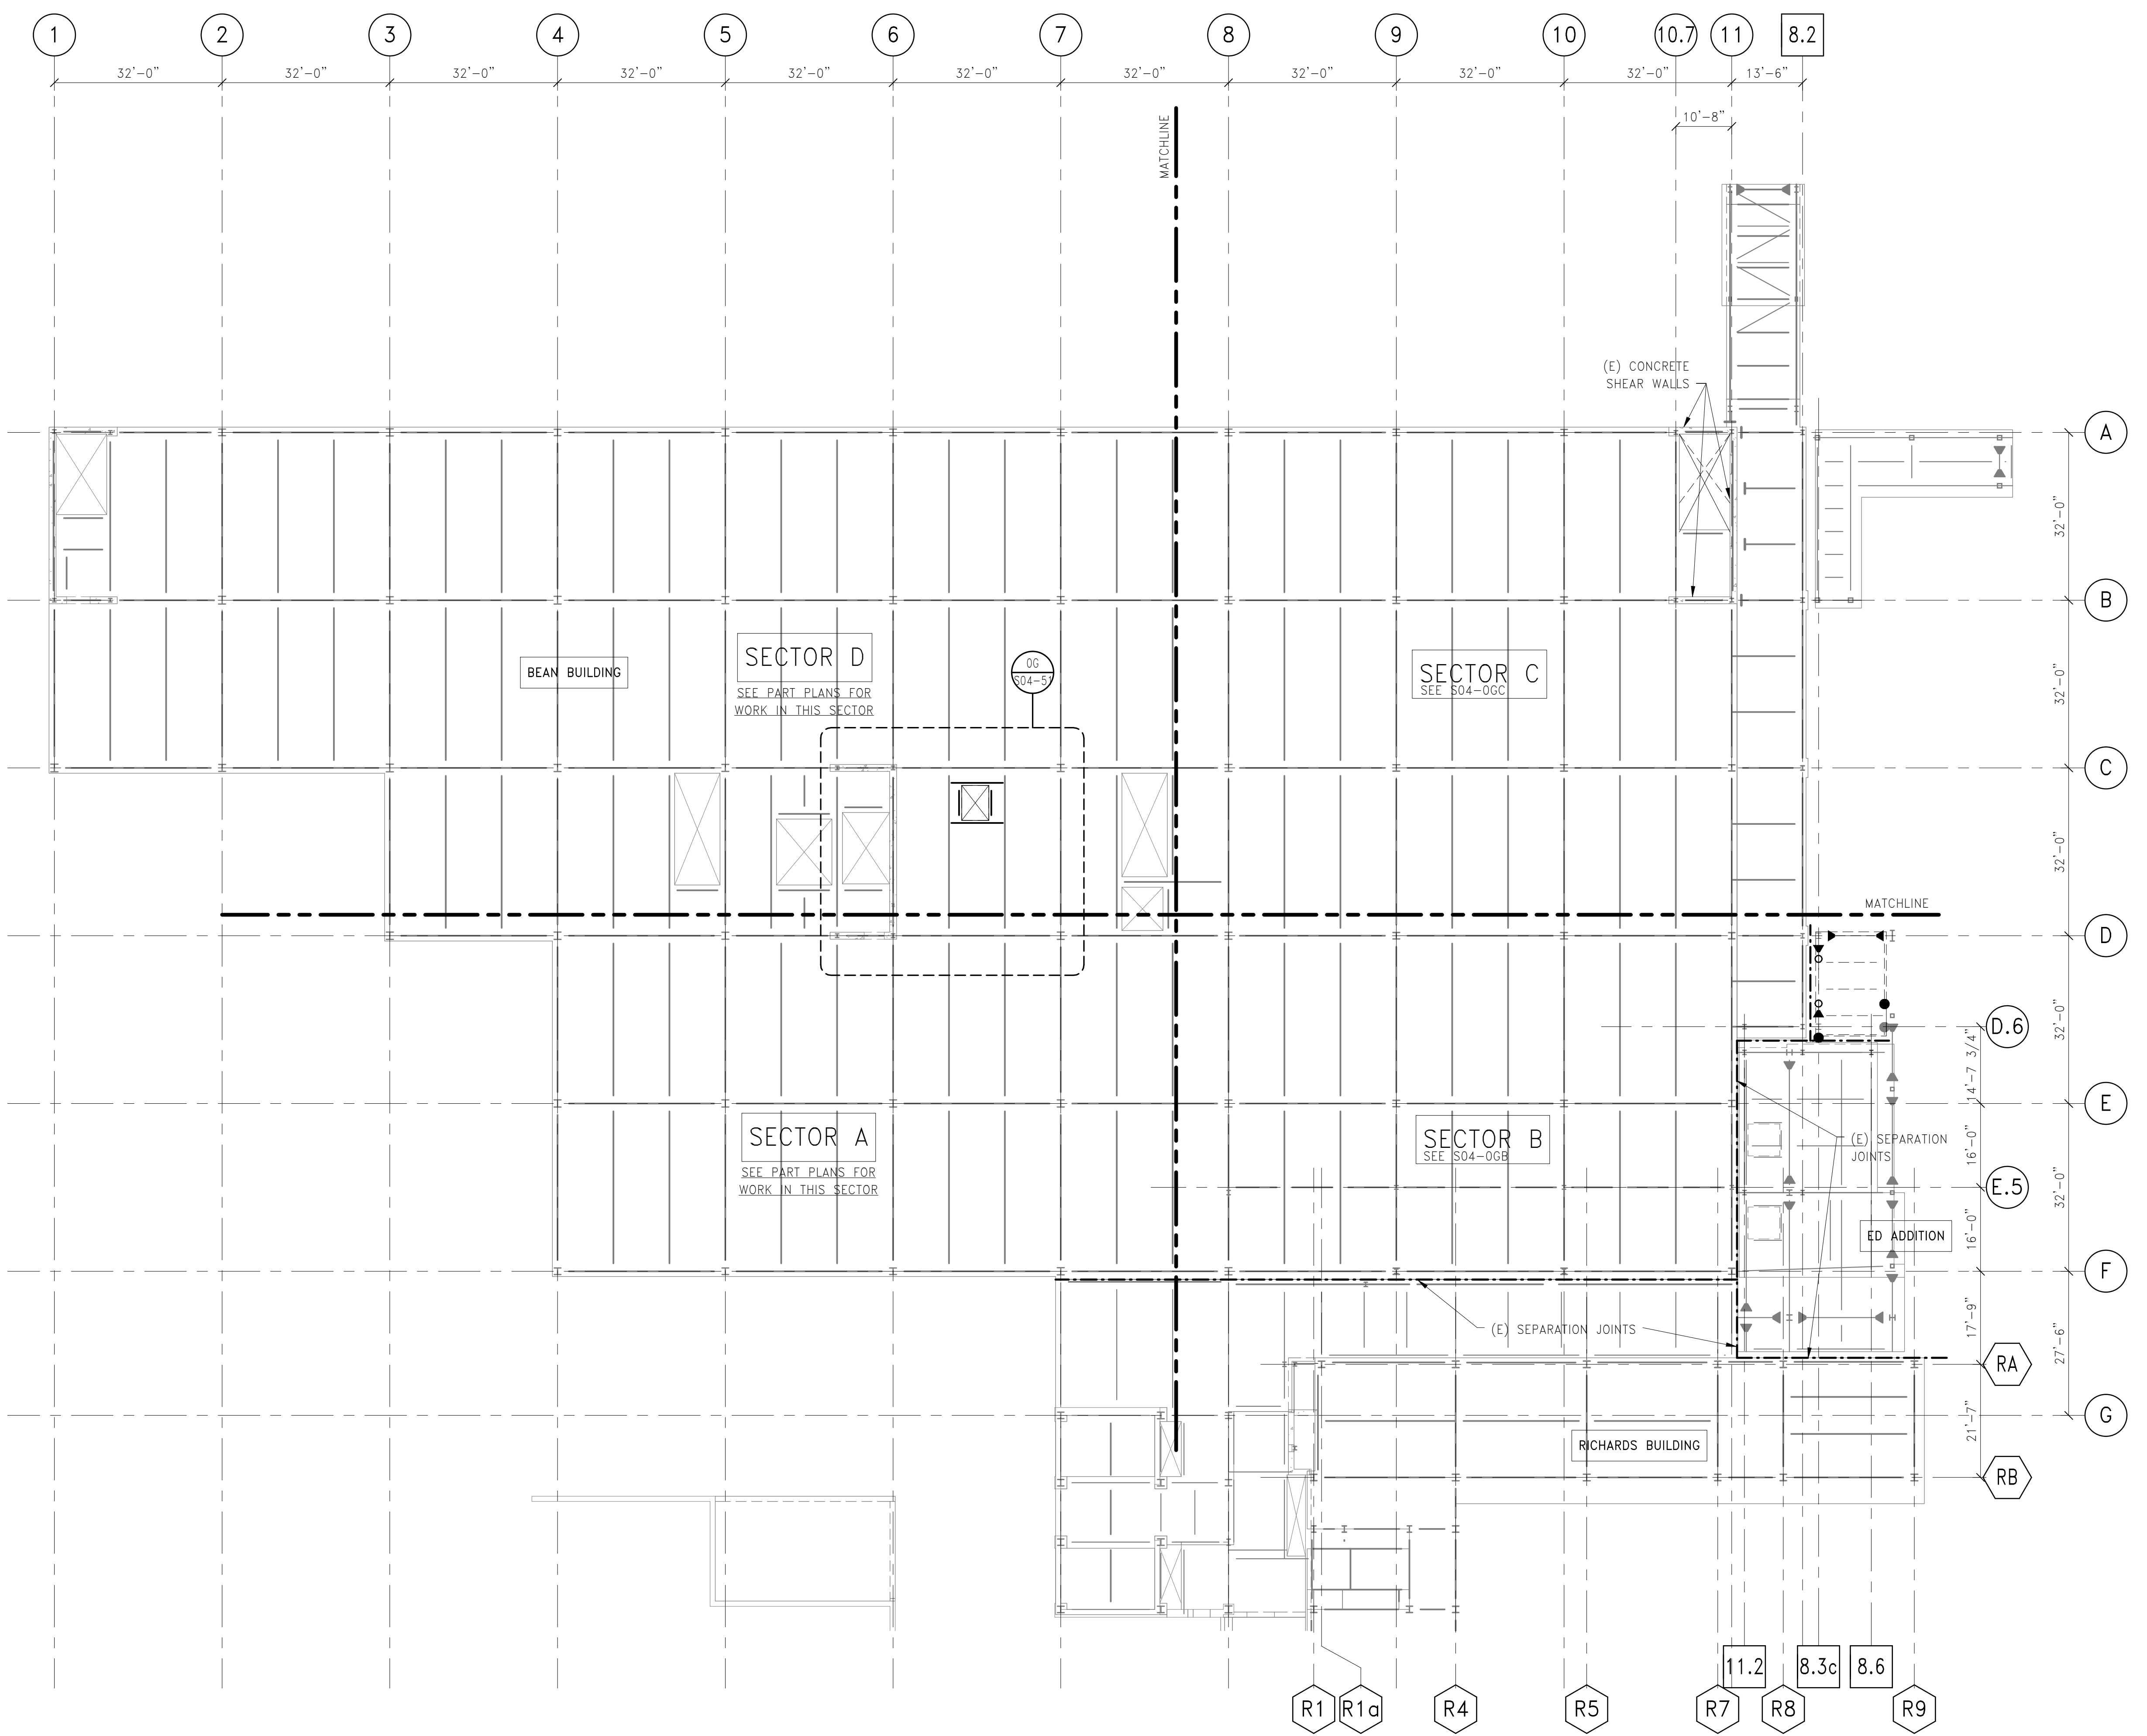 1 2 3 4 5 6 7 8 9 10 10.7 11 8.2
32'-0" 32'-0" 32'-0" 32'-0" 32'-0" 32'-0" 32'-0" 32'-0" 32'-0" 32'-0" 13'-6"
10'-8"
MATCHLINE
(E) CONCRETE
SHEAR WALLS
A
32'-0"
B
SECTOR D
BEAN BUILDING
SEE PART PLANS FOR
WORK IN THIS SECTOR
0G
S04-51
SECTOR C
SEE S04-0GC
32'-0"
C
32'-0"
MATCHLINE
D
32'-0"
D.6
14'-7 3/4"
E
SECTOR A
SEE PART PLANS FOR
WORK IN THIS SECTOR
SECTOR B
SEE S04-0GB
(E) SEPARATION
JOINTS
16'-0"
E.5
32'-0"
16'-0"
ED ADDITION
F
(E) SEPARATION JOINTS
17'-9"
27'-6"
RA
G
21'-7"
RICHARDS BUILDING
RB
11.2 8.3c 8.6
R1 R1a R4 R5 R7 R8 R9